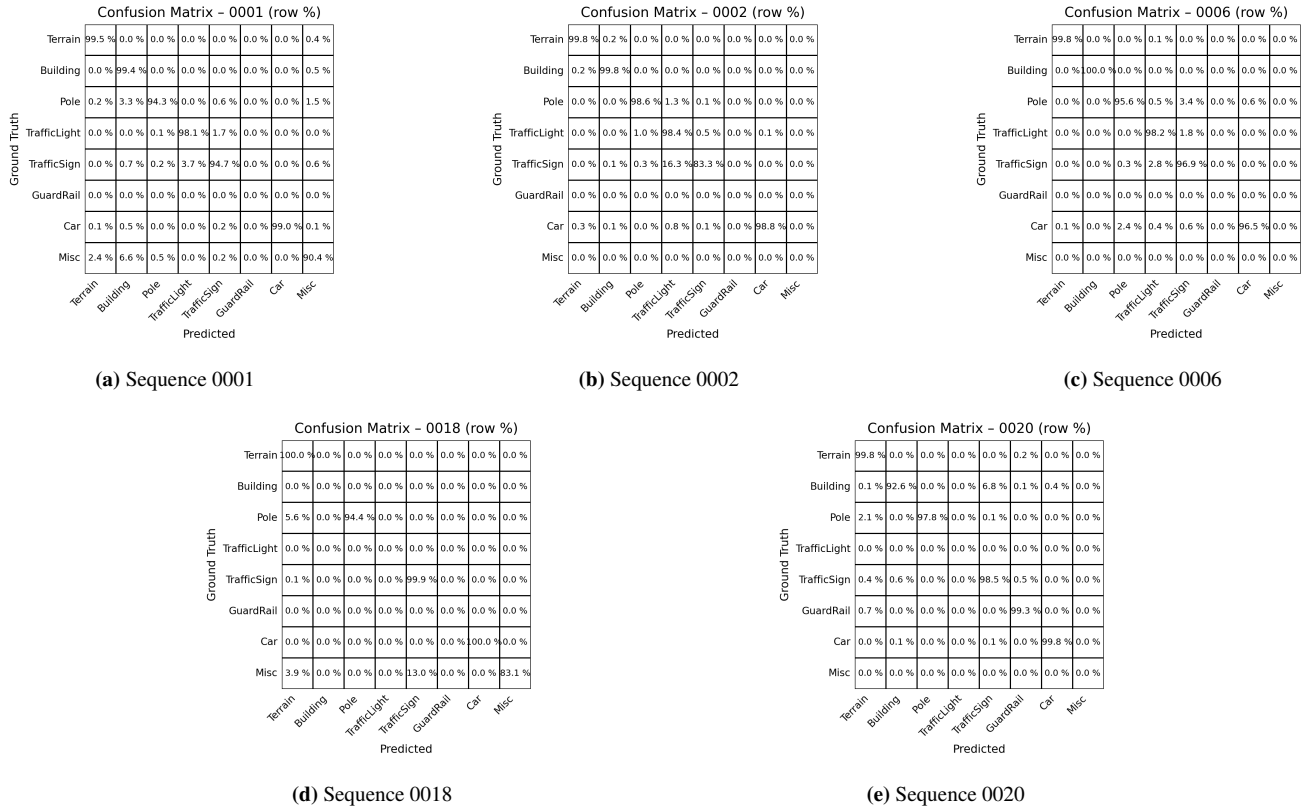 Confusion Matrix – 0001 (row %)
Ground Truth
Terrain 99.5 % 0.0 % 0.0 % 0.0 % 0.0 % 0.0 % 0.0 % 0.4 %
Building 0.0 % 99.4 % 0.0 % 0.0 % 0.0 % 0.0 % 0.0 % 0.5 %
Pole 0.2 % 3.3 % 94.3 % 0.0 % 0.6 % 0.0 % 0.0 % 1.5 %
TrafficLight 0.0 % 0.0 % 0.1 % 98.1 % 1.7 % 0.0 % 0.0 % 0.0 %
TrafficSign 0.0 % 0.7 % 0.2 % 3.7 % 94.7 % 0.0 % 0.0 % 0.6 %
GuardRail 0.0 % 0.0 % 0.0 % 0.0 % 0.0 % 0.0 % 0.0 % 0.0 %
Car 0.1 % 0.5 % 0.0 % 0.0 % 0.2 % 0.0 % 99.0 % 0.1 %
Misc 2.4 % 6.6 % 0.5 % 0.0 % 0.2 % 0.0 % 0.0 % 90.4 %
Terrain Building Pole TrafficLight TrafficSign GuardRail Car Misc
Predicted
(a) Sequence 0001
Confusion Matrix – 0002 (row %)
Ground Truth
Terrain 99.8 % 0.2 % 0.0 % 0.0 % 0.0 % 0.0 % 0.0 % 0.0 %
Building 0.2 % 99.8 % 0.0 % 0.0 % 0.0 % 0.0 % 0.0 % 0.0 %
Pole 0.0 % 0.0 % 98.6 % 1.3 % 0.1 % 0.0 % 0.0 % 0.0 %
TrafficLight 0.0 % 0.0 % 1.0 % 98.4 % 0.5 % 0.0 % 0.1 % 0.0 %
TrafficSign 0.0 % 0.1 % 0.3 % 16.3 % 83.3 % 0.0 % 0.0 % 0.0 %
GuardRail 0.0 % 0.0 % 0.0 % 0.0 % 0.0 % 0.0 % 0.0 % 0.0 %
Car 0.3 % 0.1 % 0.0 % 0.8 % 0.1 % 0.0 % 98.8 % 0.0 %
Misc 0.0 % 0.0 % 0.0 % 0.0 % 0.0 % 0.0 % 0.0 % 0.0 %
Terrain Building Pole TrafficLight TrafficSign GuardRail Car Misc
Predicted
(b) Sequence 0002
Confusion Matrix – 0006 (row %)
Ground Truth
Terrain 99.8 % 0.0 % 0.0 % 0.1 % 0.0 % 0.0 % 0.0 % 0.0 %
Building 0.0 % 100.0 % 0.0 % 0.0 % 0.0 % 0.0 % 0.0 % 0.0 %
Pole 0.0 % 0.0 % 95.6 % 0.5 % 3.4 % 0.0 % 0.6 % 0.0 %
TrafficLight 0.0 % 0.0 % 0.0 % 98.2 % 1.8 % 0.0 % 0.0 % 0.0 %
TrafficSign 0.0 % 0.0 % 0.3 % 2.8 % 96.9 % 0.0 % 0.0 % 0.0 %
GuardRail 0.0 % 0.0 % 0.0 % 0.0 % 0.0 % 0.0 % 0.0 % 0.0 %
Car 0.1 % 0.0 % 2.4 % 0.4 % 0.6 % 0.0 % 96.5 % 0.0 %
Misc 0.0 % 0.0 % 0.0 % 0.0 % 0.0 % 0.0 % 0.0 % 0.0 %
Terrain Building Pole TrafficLight TrafficSign GuardRail Car Misc
Predicted
(c) Sequence 0006
Confusion Matrix – 0018 (row %)
Ground Truth
Terrain 100.0 % 0.0 % 0.0 % 0.0 % 0.0 % 0.0 % 0.0 % 0.0 %
Building 0.0 % 0.0 % 0.0 % 0.0 % 0.0 % 0.0 % 0.0 % 0.0 %
Pole 5.6 % 0.0 % 94.4 % 0.0 % 0.0 % 0.0 % 0.0 % 0.0 %
TrafficLight 0.0 % 0.0 % 0.0 % 0.0 % 0.0 % 0.0 % 0.0 % 0.0 %
TrafficSign 0.1 % 0.0 % 0.0 % 0.0 % 99.9 % 0.0 % 0.0 % 0.0 %
GuardRail 0.0 % 0.0 % 0.0 % 0.0 % 0.0 % 0.0 % 0.0 % 0.0 %
Car 0.0 % 0.0 % 0.0 % 0.0 % 0.0 % 0.0 % 100.0 % 0.0 %
Misc 3.9 % 0.0 % 0.0 % 0.0 % 13.0 % 0.0 % 0.0 % 83.1 %
Terrain Building Pole TrafficLight TrafficSign GuardRail Car Misc
Predicted
(d) Sequence 0018
Confusion Matrix – 0020 (row %)
Ground Truth
Terrain 99.8 % 0.0 % 0.0 % 0.0 % 0.0 % 0.2 % 0.0 % 0.0 %
Building 0.1 % 92.6 % 0.0 % 0.0 % 6.8 % 0.1 % 0.4 % 0.0 %
Pole 2.1 % 0.0 % 97.8 % 0.0 % 0.1 % 0.0 % 0.0 % 0.0 %
TrafficLight 0.0 % 0.0 % 0.0 % 0.0 % 0.0 % 0.0 % 0.0 % 0.0 %
TrafficSign 0.4 % 0.6 % 0.0 % 0.0 % 98.5 % 0.5 % 0.0 % 0.0 %
GuardRail 0.7 % 0.0 % 0.0 % 0.0 % 0.0 % 99.3 % 0.0 % 0.0 %
Car 0.0 % 0.1 % 0.0 % 0.0 % 0.1 % 0.0 % 99.8 % 0.0 %
Misc 0.0 % 0.0 % 0.0 % 0.0 % 0.0 % 0.0 % 0.0 % 0.0 %
Terrain Building Pole TrafficLight TrafficSign GuardRail Car Misc
Predicted
(e) Sequence 0020